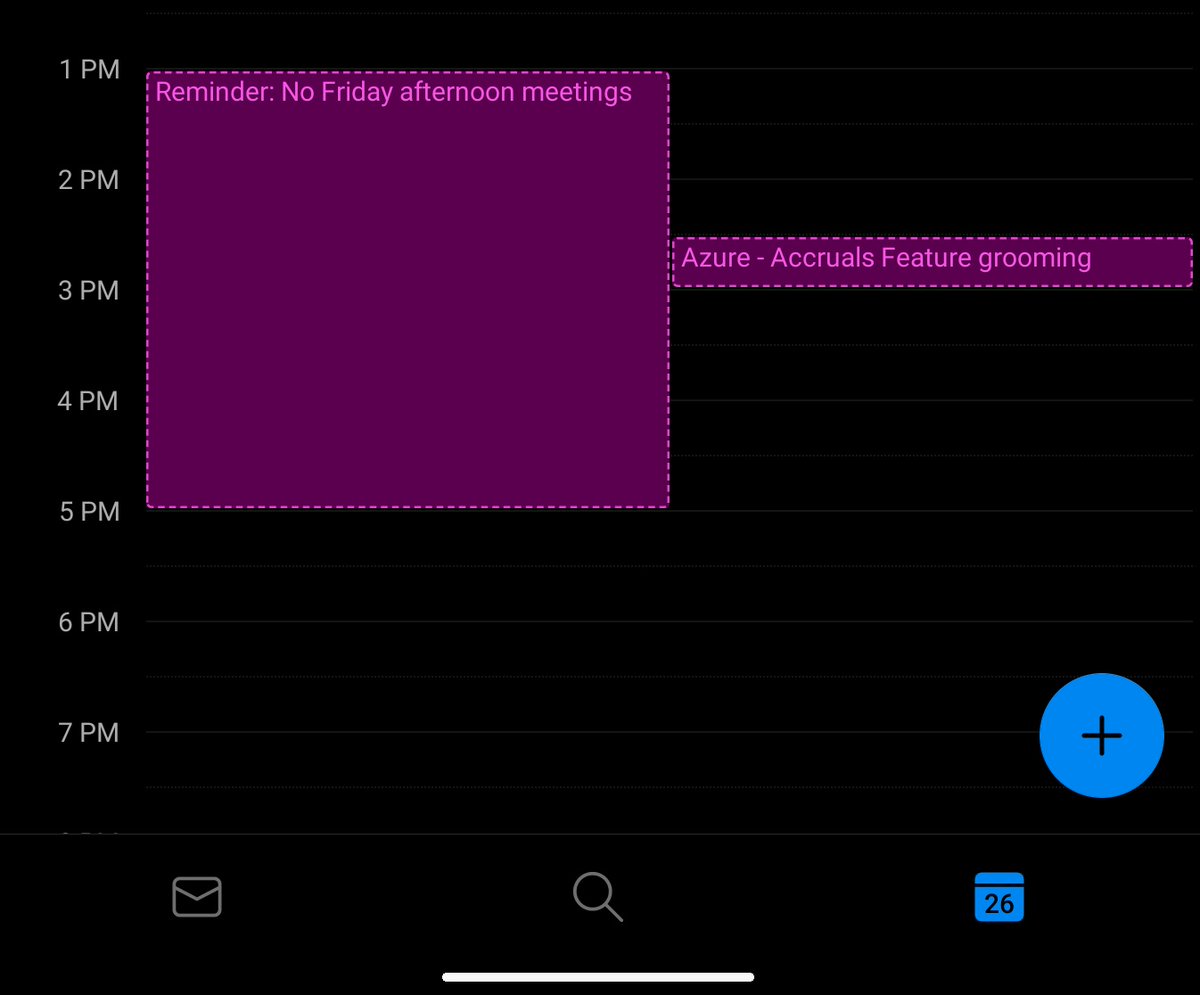 1 PM
Reminder: No Friday afternoon meetings
2 PM
Azure - Accruals Feature grooming
3 PM
4 PM
5 PM
6 PM
7 PM
26